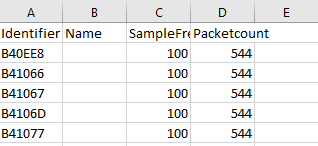 A B C D E
Identifier Name SampleFre Packetcount
B40EE8 100 544
B41066 100 544
B41067 100 544
B4106D 100 544
B41077 100 544